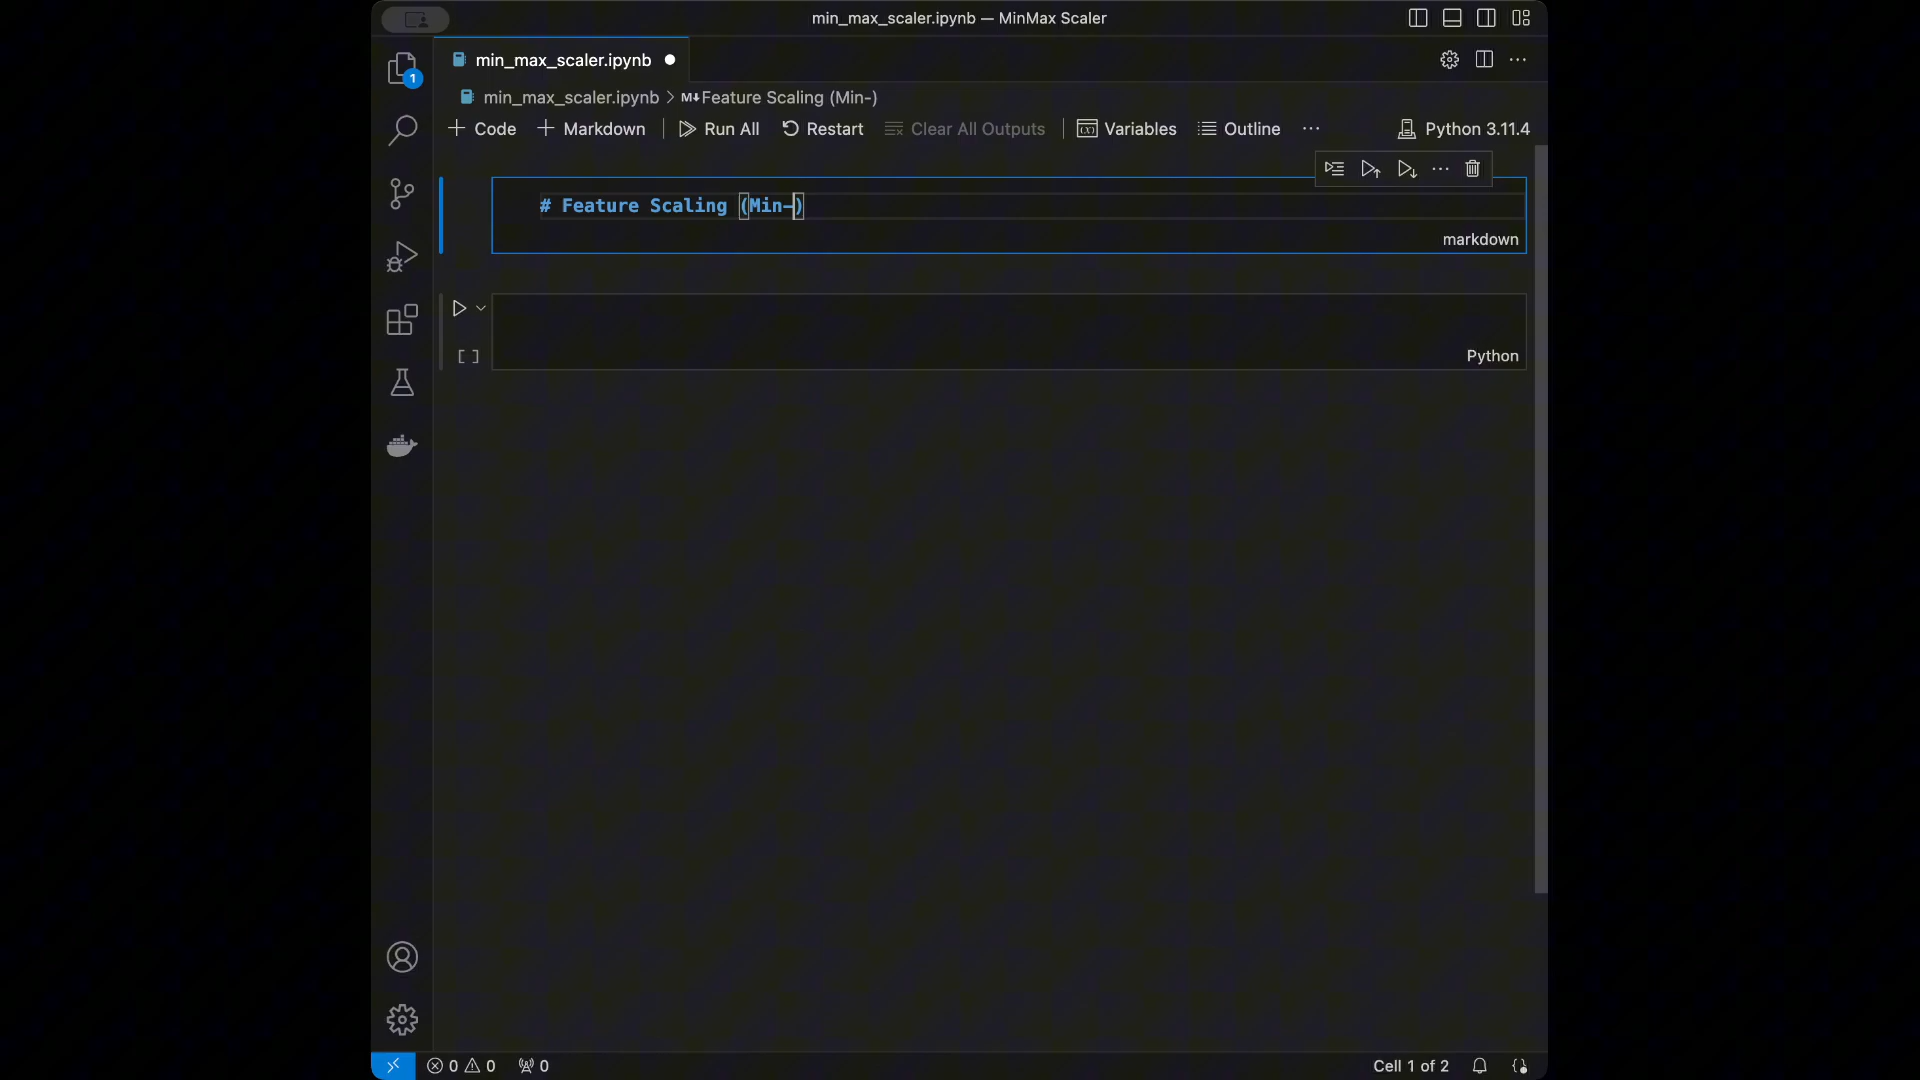 min_max_scaler.ipynb — MinMax Scaler
min_max_scaler.ipynb
1
min_max_scaler.ipynb > M↓ Feature Scaling (Min-)
+ Code + Markdown Run All Restart Clear All Outputs (x) Variables Outline ... Python 3.11.4
# Feature Scaling (Min-)
markdown
[ ]
Python
0 0 0 Cell 1 of 2